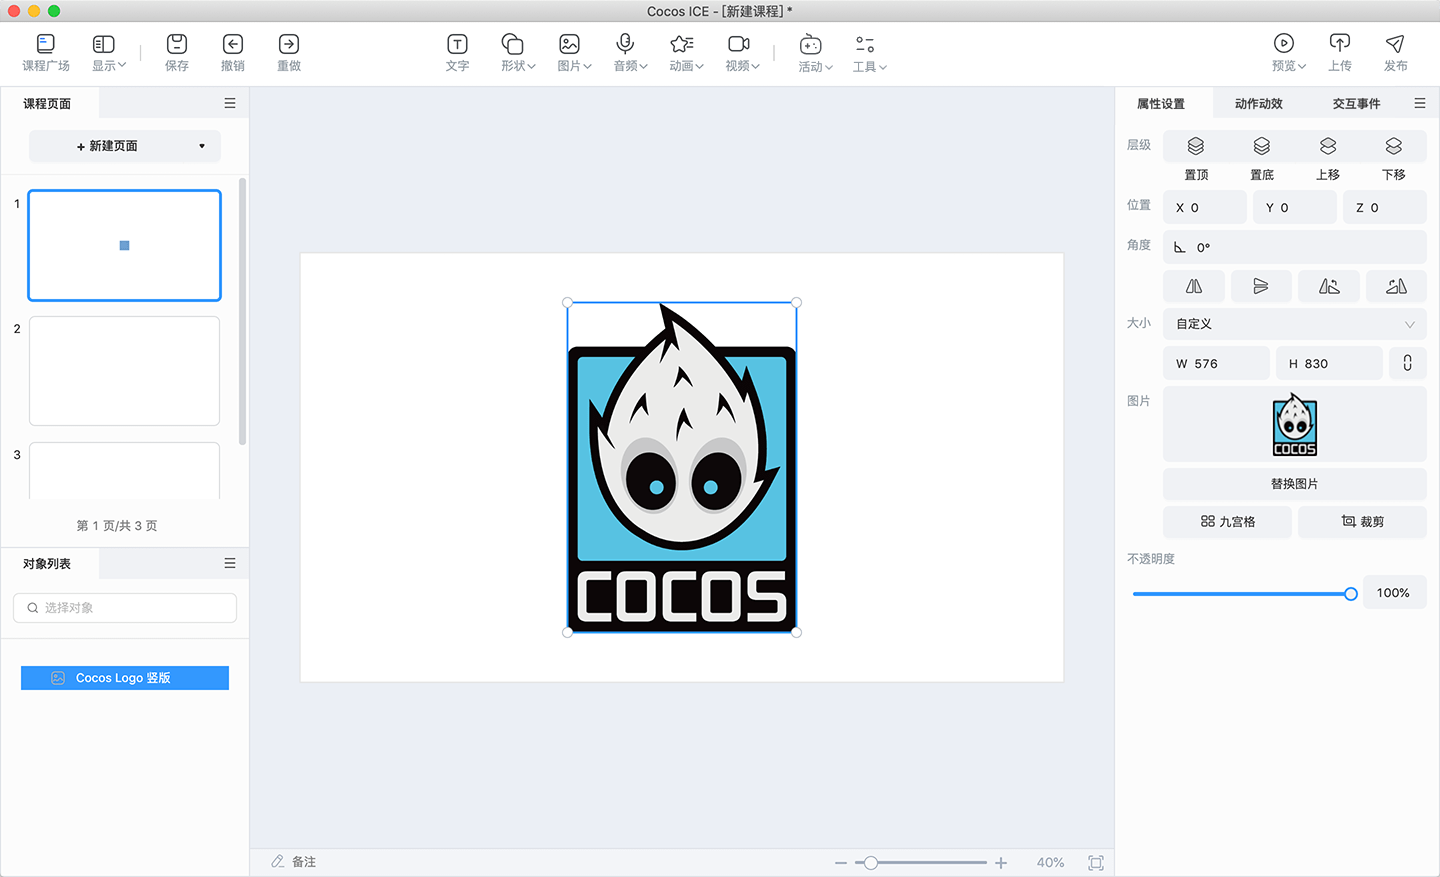 Cocos ICE - [新建课程] *
课程广场 显示 保存 撤销 重做 文字 形状 图片 音频 动画 视频 活动 工具 预览 上传 发布
课程页面
+ 新建页面
1
2
3
第 1 页/共 3 页
对象列表
选择对象
Cocos Logo 竖版
COCOS
备注
40%
属性设置 动作动效 交互事件
层级
置顶 置底 上移 下移
位置 X 0 Y 0 Z 0
角度 0°
大小 自定义
W 576 H 830
图片
COCOS
替换图片
九宫格 裁剪
不透明度
100%